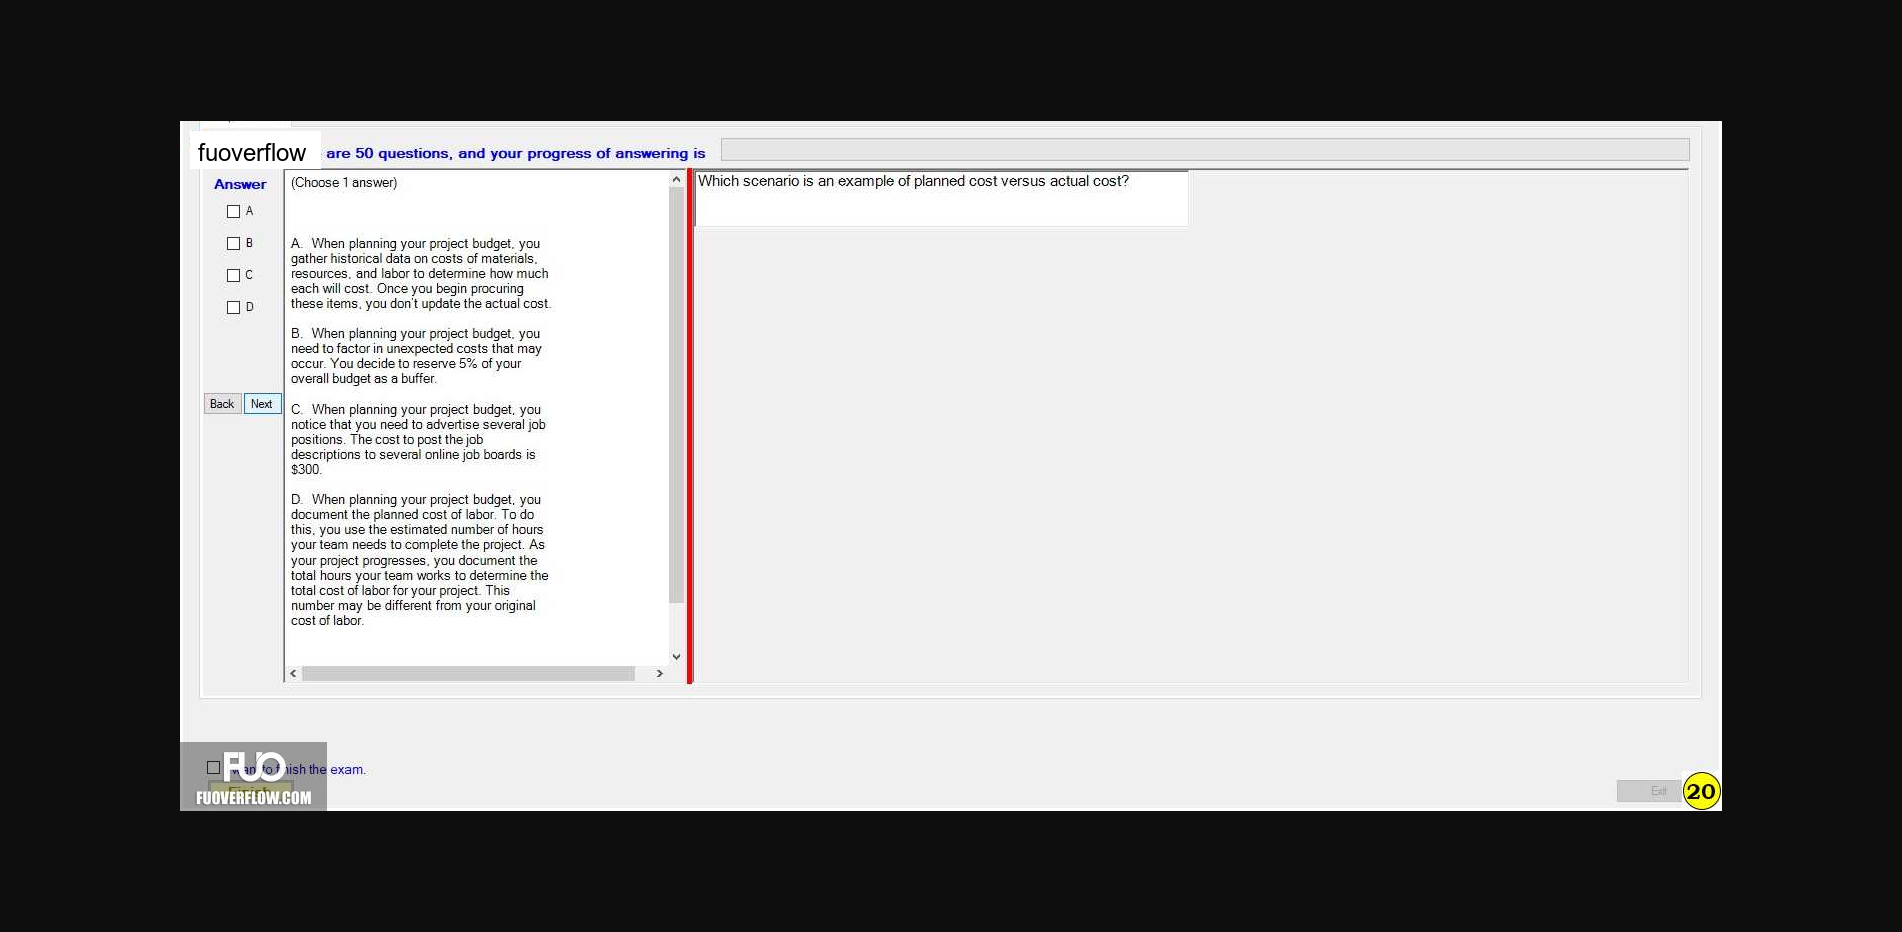 fuoverflow are 50 questions, and your progress of answering is
Answer
A
B
C
D
Back Next
(Choose 1 answer)
A. When planning your project budget, you
gather historical data on costs of materials,
resources, and labor to determine how much
each will cost. Once you begin procuring
these items, you don't update the actual cost.
B. When planning your project budget, you
need to factor in unexpected costs that may
occur. You decide to reserve 5% of your
overall budget as a buffer.
C. When planning your project budget, you
notice that you need to advertise several job
positions. The cost to post the job
descriptions to several online job boards is
$300.
D. When planning your project budget, you
document the planned cost of labor. To do
this, you use the estimated number of hours
your team needs to complete the project. As
your project progresses, you document the
total hours your team works to determine the
total cost of labor for your project. This
number may be different from your original
cost of labor.
Which scenario is an example of planned cost versus actual cost?
want to finish the exam.
Finish
FUO
FUOVERFLOW.COM
Exit
20